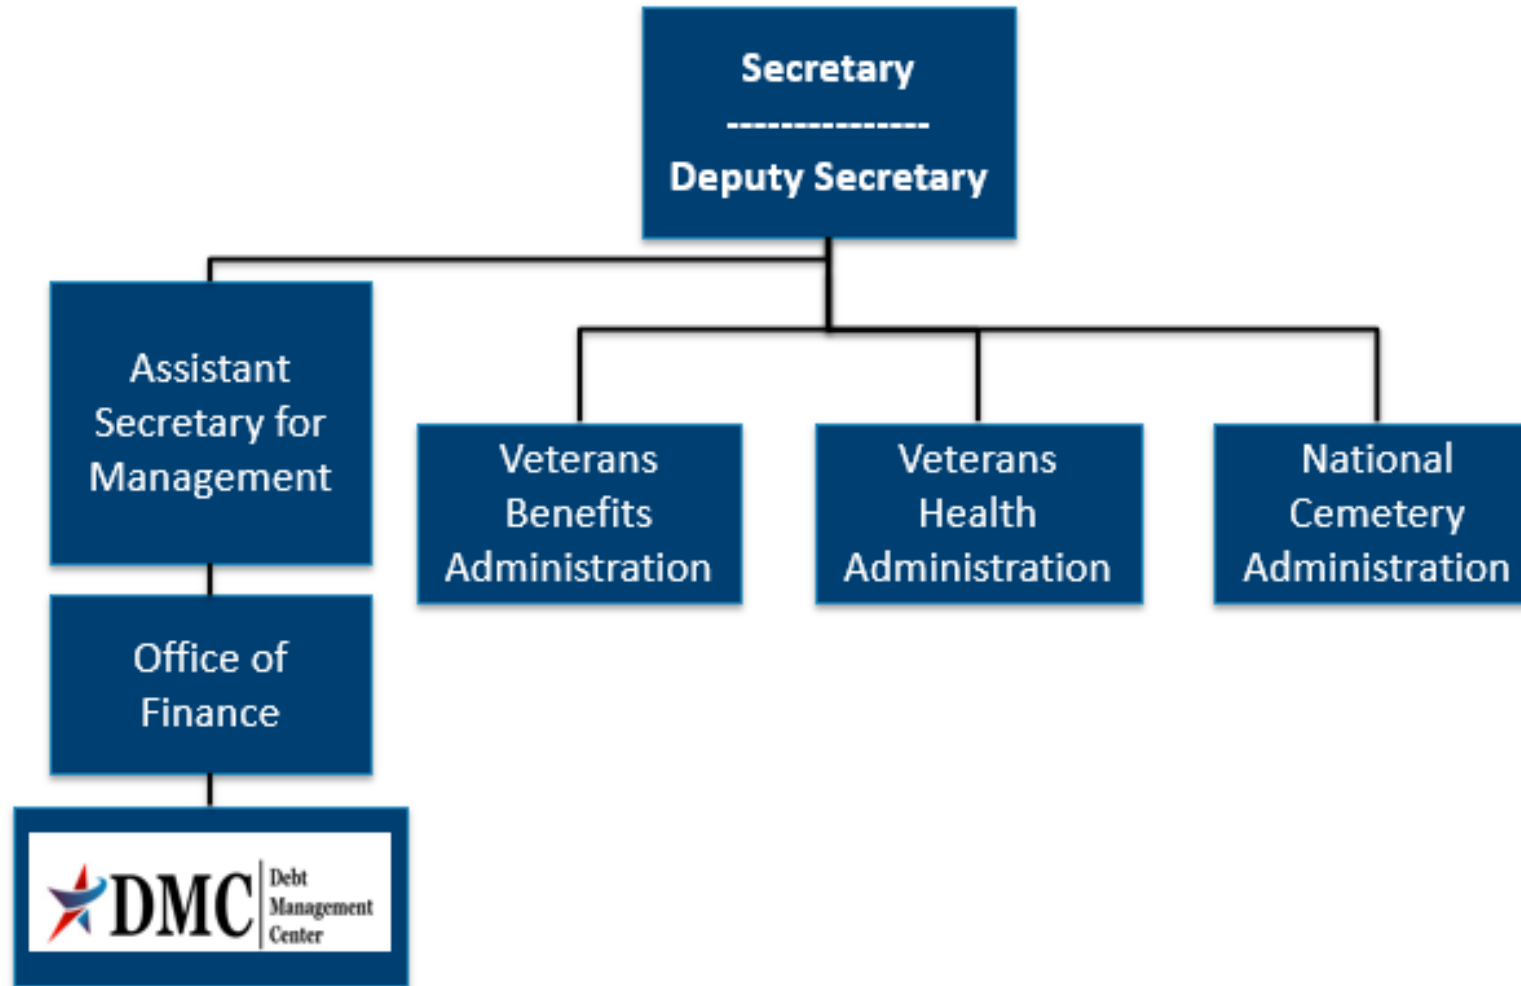 Secretary
---------------
Deputy Secretary
Assistant
Secretary for
Management
Veterans
Benefits
Administration
Veterans
Health
Administration
National
Cemetery
Administration
Office of
Finance
DMC
Debt
Management
Center